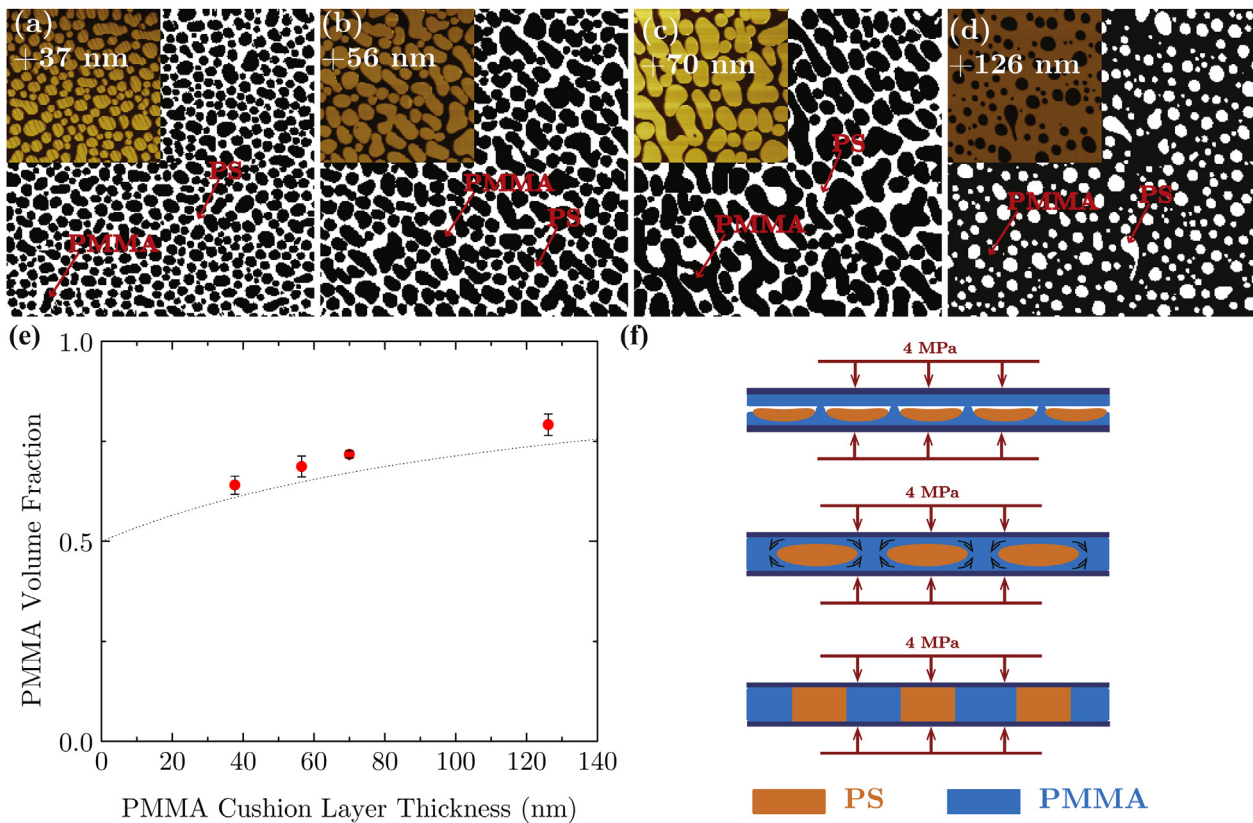 (a)
+37 nm
PS
PMMA
(b)
+56 nm
PMMA
PS
(c)
+70 nm
PS
PMMA
(d)
+126 nm
PMMA
PS
(e)
1.0
0.5
0.0
PMMA Volume Fraction
0 20 40 60 80 100 120 140
PMMA Cushion Layer Thickness (nm)
(f)
4 MPa
4 MPa
4 MPa
PS
PMMA